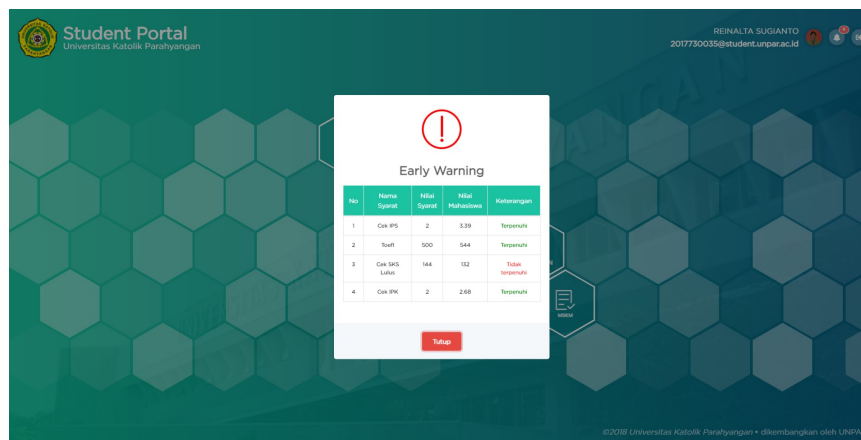 Student Portal
Universitas Katolik Parahyangan
REINALTA SUGIANTO
2017730035@student.unpar.ac.id
Early Warning
No Nama Syarat Nilai Syarat Nilai Mahasiswa Keterangan
1 Cek IPS 2 3.39 Terpenuhi
2 Toefl 500 544 Terpenuhi
3 Cek SKS Lulus 144 132 Tidak terpenuhi
4 Cek IPK 2 2.68 Terpenuhi
MBKM
Tutup
©2018 Universitas Katolik Parahyangan • dikembangkan oleh UNPA